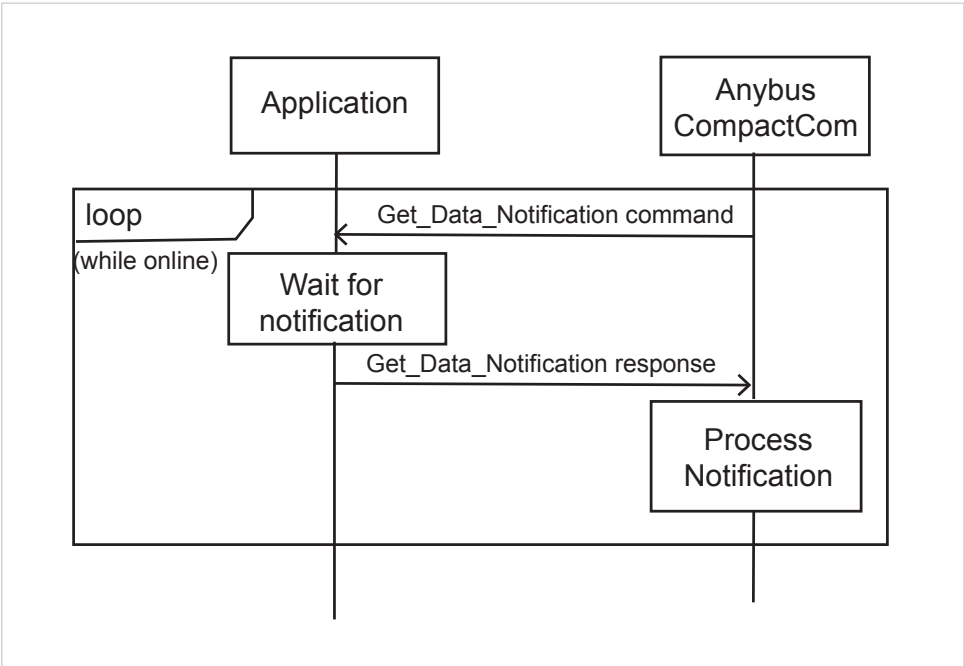 Application
Anybus
CompactCom
loop
Get_Data_Notification command
(while online)
Wait for
notification
Get_Data_Notification response
Process
Notification